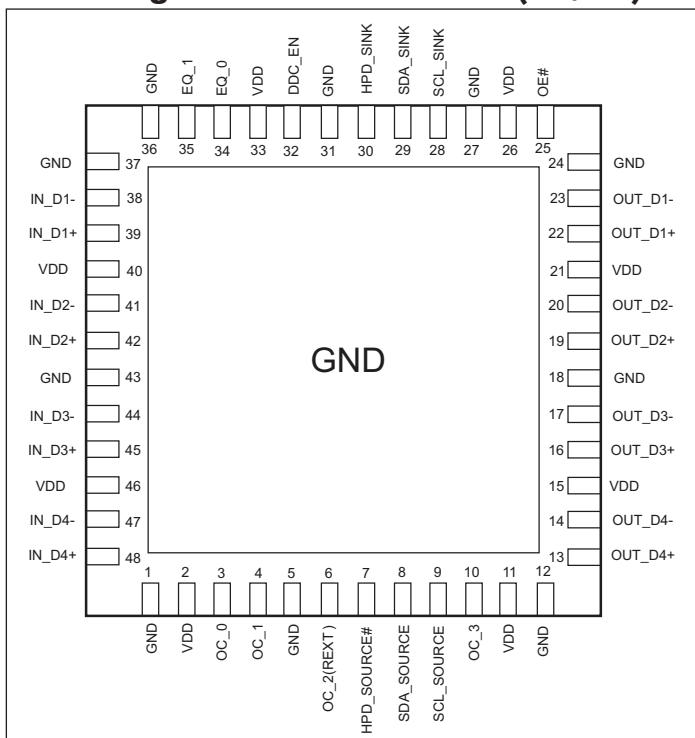 GND
EQ_1
EQ_0
VDD
DDC_EN
GND
HPD_SINK
SDA_SINK
SCL_SINK
GND
VDD
OE#
36 35 34 33 32 31 30 29 28 27 26 25
GND 37 24 GND
IN_D1- 38 23 OUT_D1-
IN_D1+ 39 22 OUT_D1+
VDD 40 21 VDD
IN_D2- 41 20 OUT_D2-
IN_D2+ 42 19 OUT_D2+
GND
GND 43 18 GND
IN_D3- 44 17 OUT_D3-
IN_D3+ 45 16 OUT_D3+
VDD 46 15 VDD
IN_D4- 47 14 OUT_D4-
IN_D4+ 48 13 OUT_D4+
1 2 3 4 5 6 7 8 9 10 11 12
GND
VDD
OC_0
OC_1
GND
OC_2(REXT)
HPD_SOURCE#
SDA_SOURCE
SCL_SOURCE
OC_3
VDD
GND